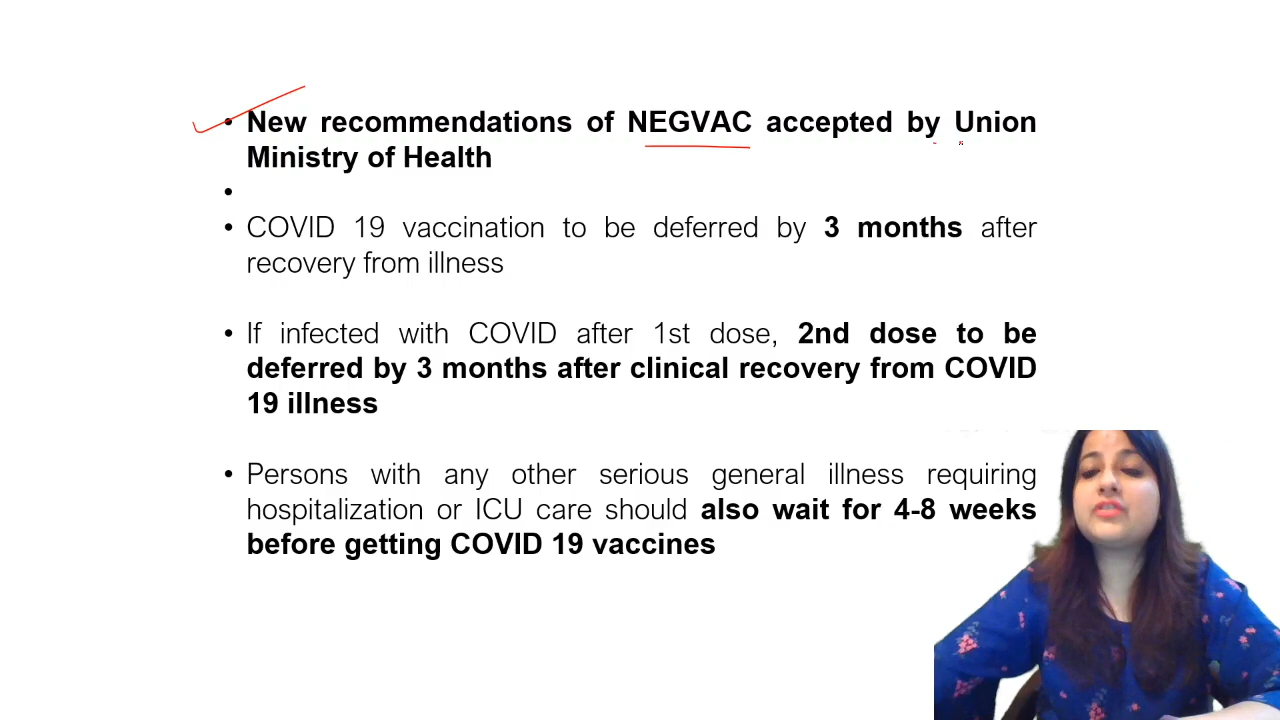 • New recommendations of NEGVAC accepted by Union
Ministry of Health
•
• COVID 19 vaccination to be deferred by 3 months after
recovery from illness
• If infected with COVID after 1st dose, 2nd dose to be
deferred by 3 months after clinical recovery from COVID
19 illness
• Persons with any other serious general illness requiring
hospitalization or ICU care should also wait for 4-8 weeks
before getting COVID 19 vaccines